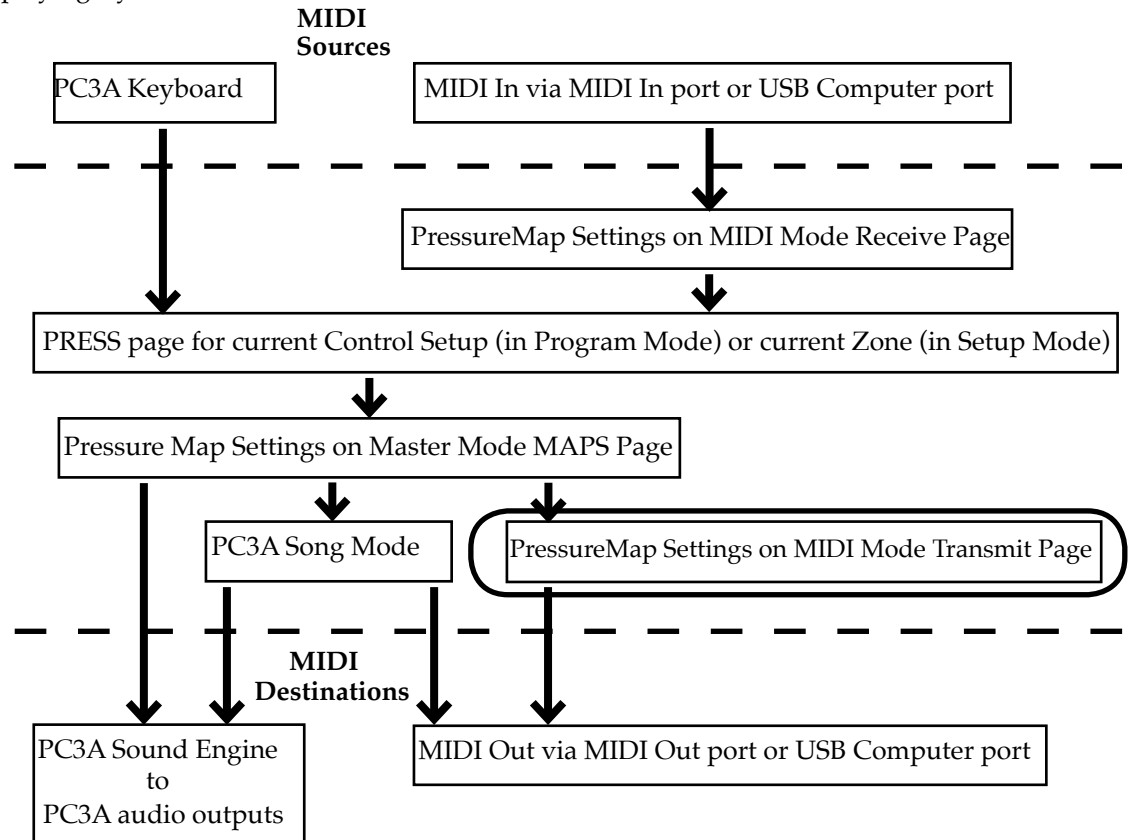 MIDI
Sources
PC3A Keyboard
MIDI In via MIDI In port or USB Computer port
PressureMap Settings on MIDI Mode Receive Page
PRESS page for current Control Setup (in Program Mode) or current Zone (in Setup Mode)
Pressure Map Settings on Master Mode MAPS Page
PC3A Song Mode
PressureMap Settings on MIDI Mode Transmit Page
MIDI
Destinations
PC3A Sound Engine
to
PC3A audio outputs
MIDI Out via MIDI Out port or USB Computer port